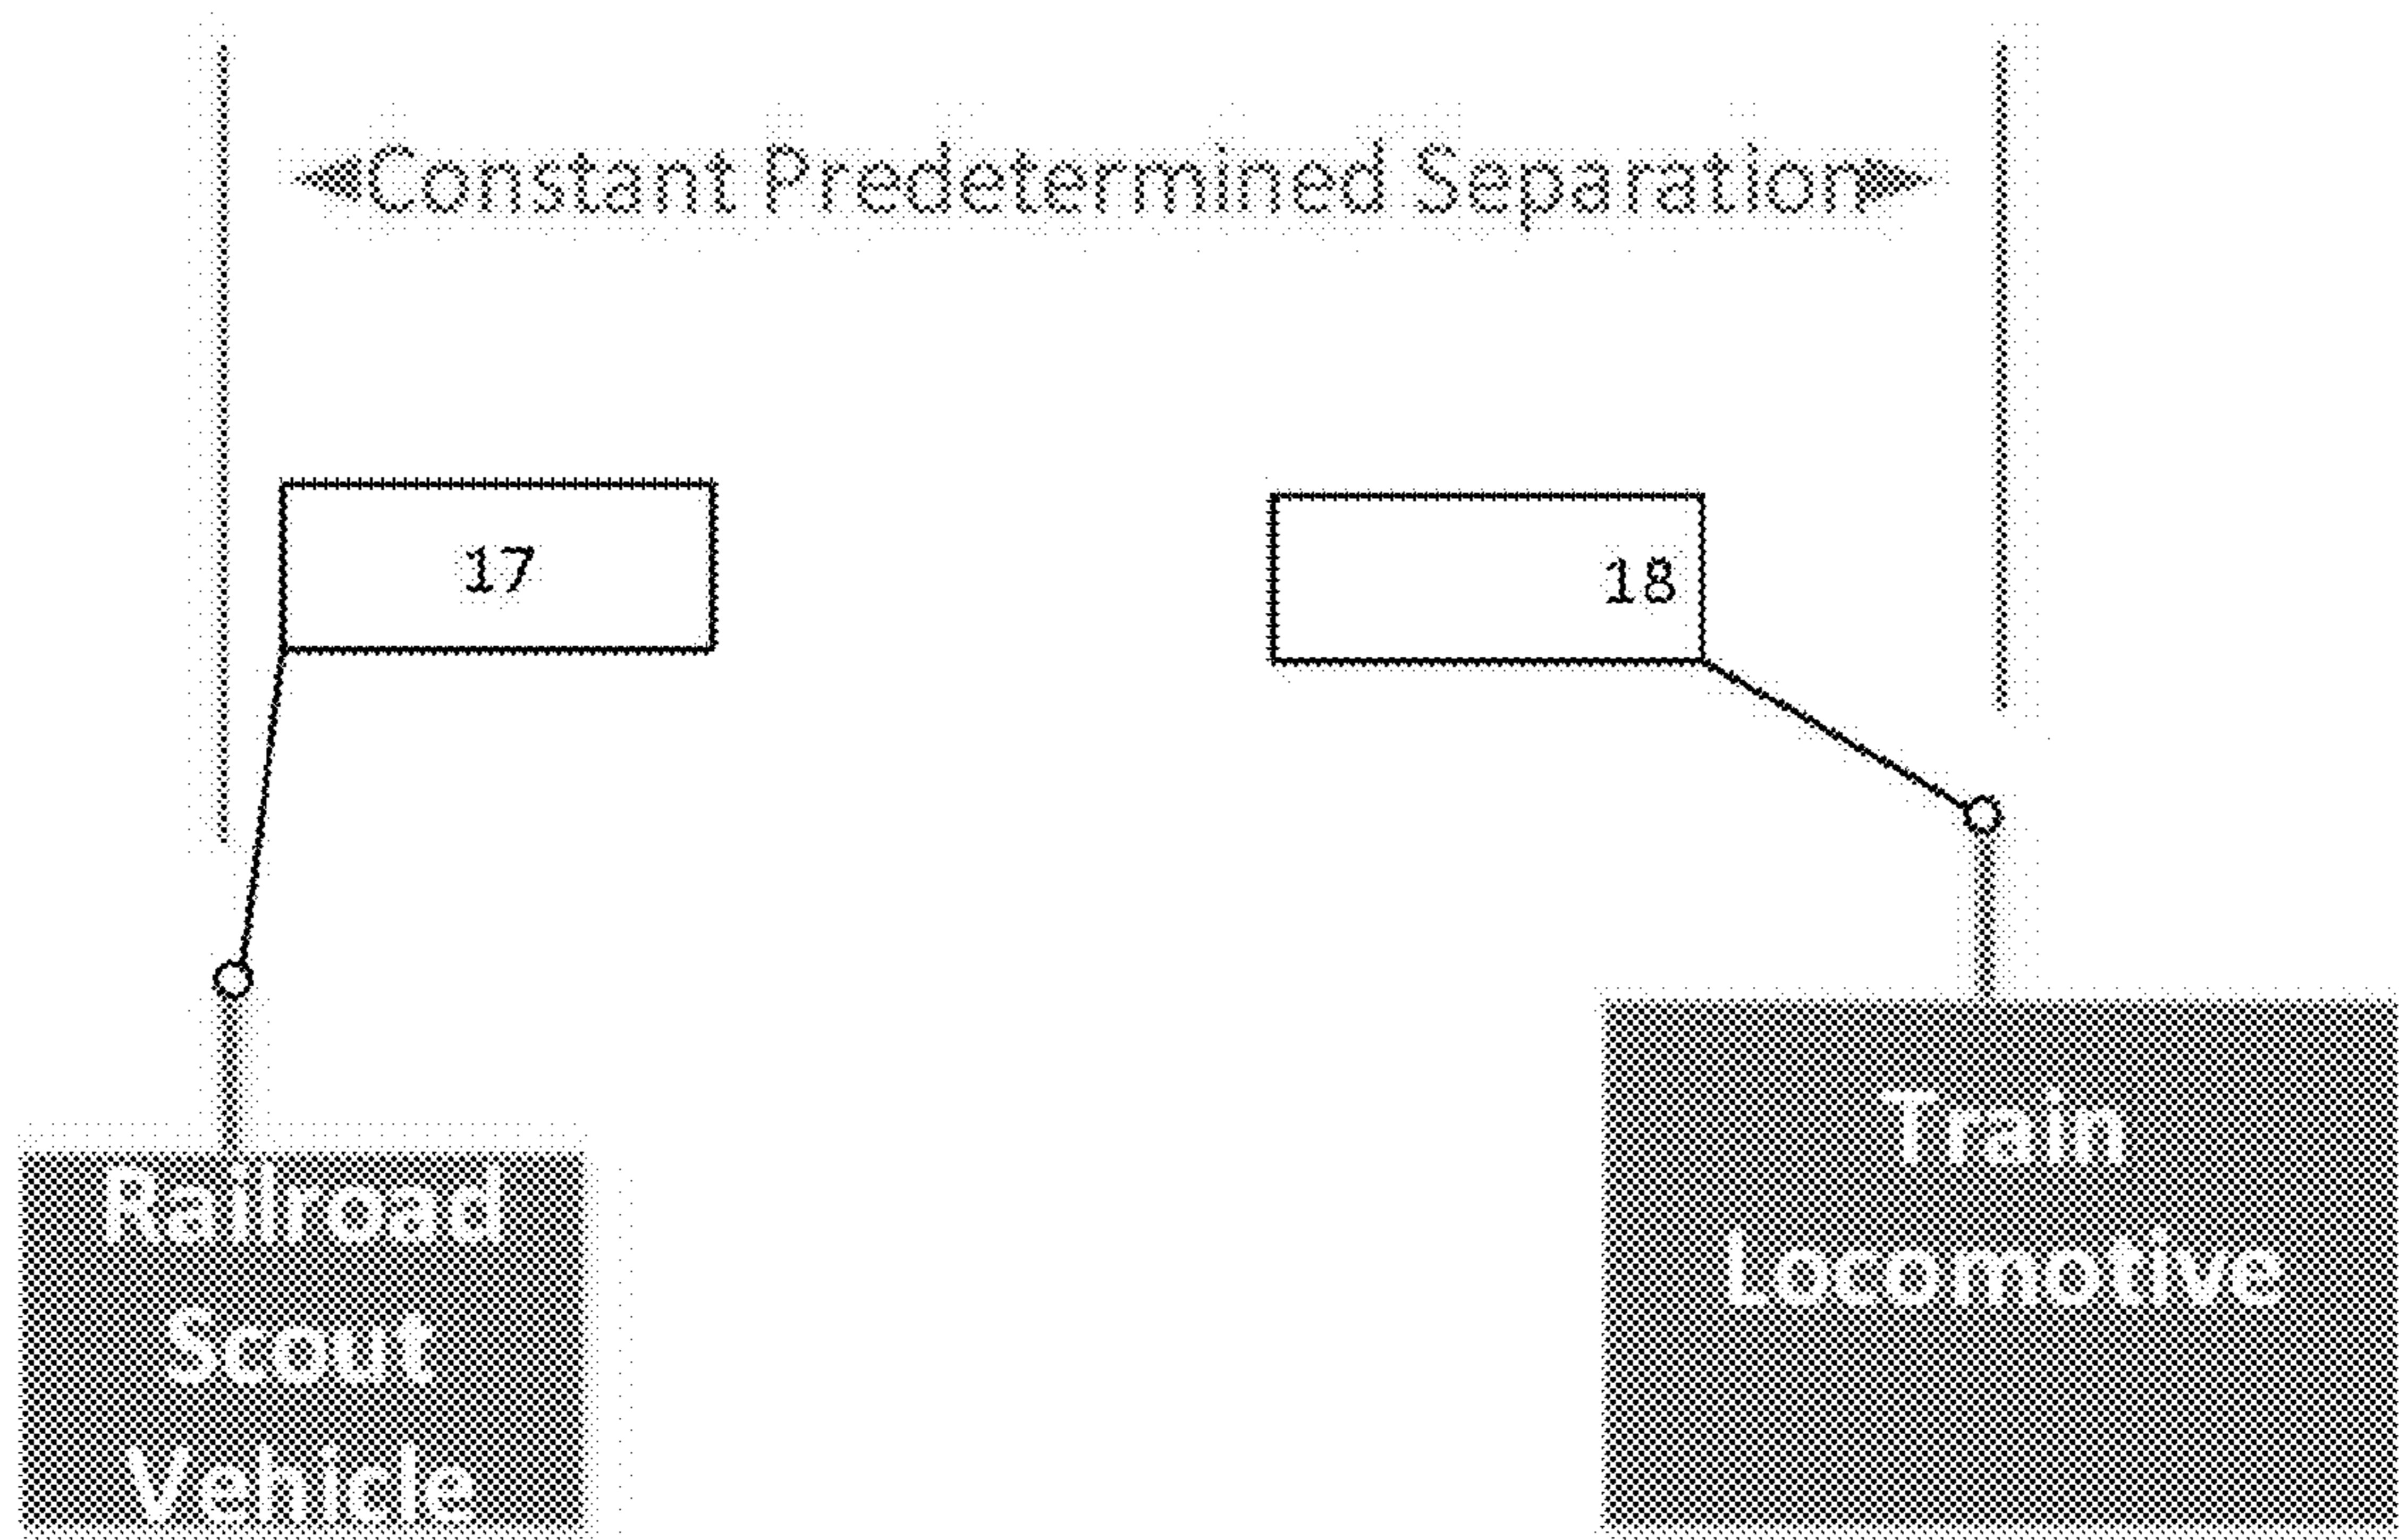 Constant Predetermined Separation
17
18
Railroad
Scout
Vehicle
Train
Locomotive